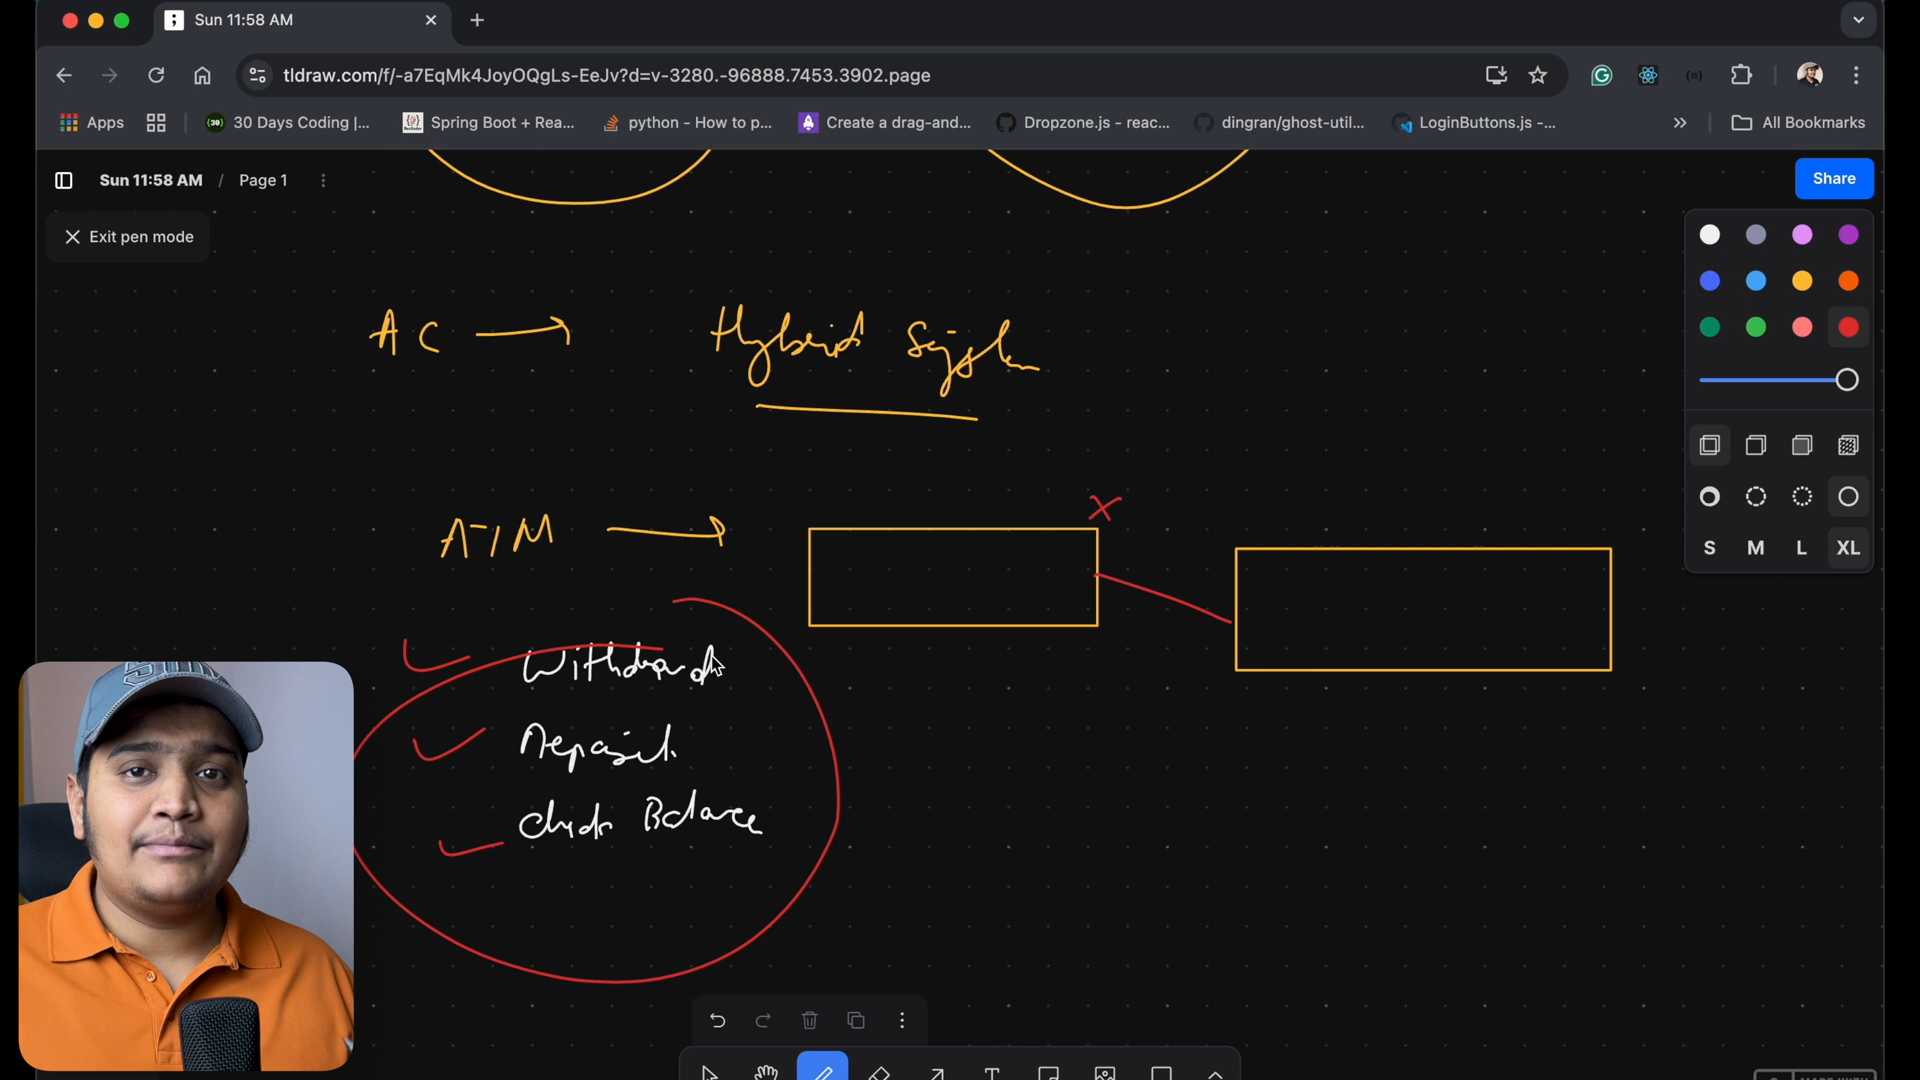 Sun 11:58 AM
tldraw.com/f/-a7EqMk4JoyOQgLs-EeJv?d=v-3280.-96888.7453.3902.page
Apps
30 Days Coding |...
Spring Boot + Rea...
python - How to p...
Create a drag-and...
Dropzone.js - reac...
dingran/ghost-util...
LoginButtons.js -...
All Bookmarks
Sun 11:58 AM / Page 1
Share
Exit pen mode
AC → Hybrid System
ATM →
X
S M L XL
Withdraw
Deposit
Check Balance